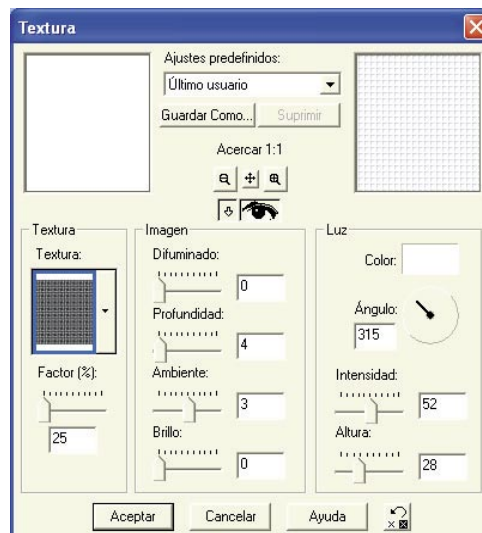 Textura
Ajustes predefinidos:
Último usuario
Guardar Como... Suprimir
Acercar 1:1
Textura
Textura:
Factor (%):
25
Imagen
Difuminado:
0
Profundidad:
4
Ambiente:
3
Brillo:
0
Luz
Color:
Ángulo:
315
Intensidad:
52
Altura:
28
Aceptar Cancelar Ayuda